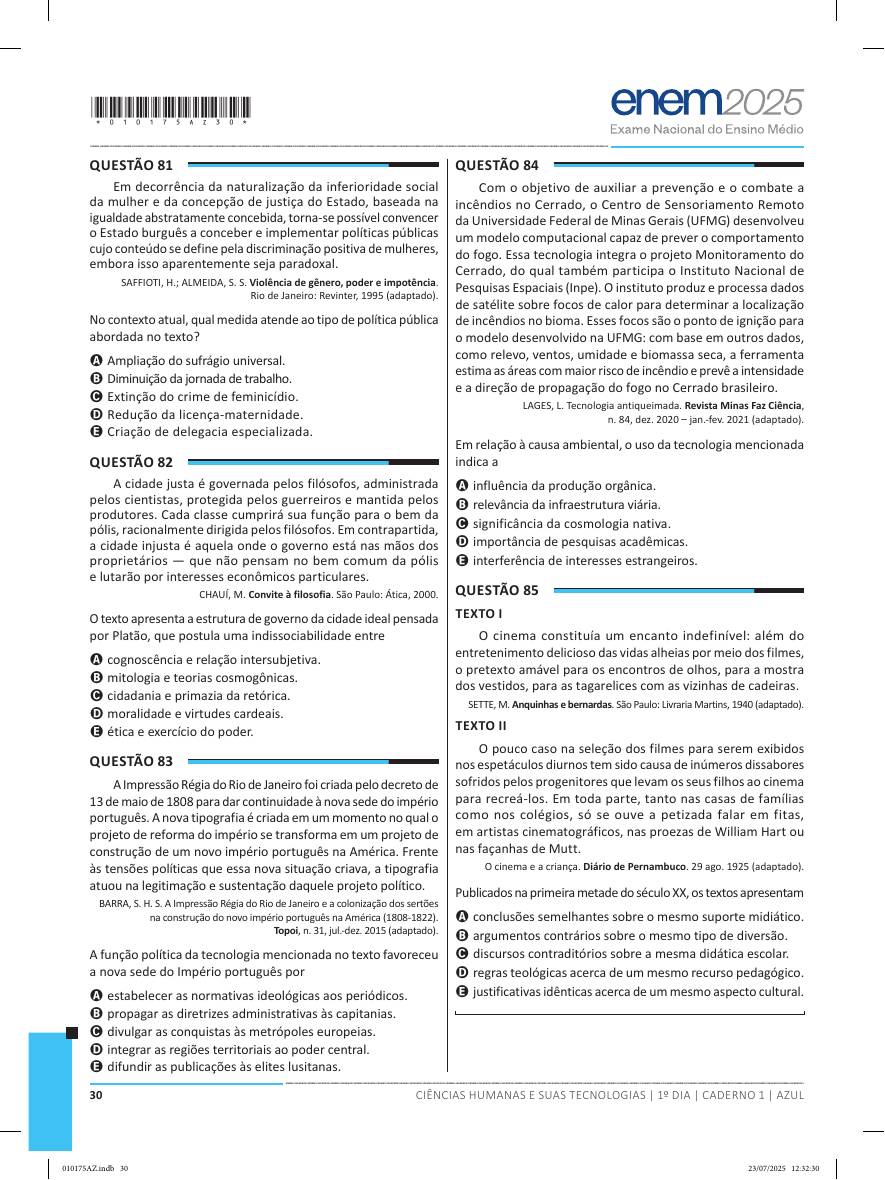 *010175AZ30*
enem2025
Exame Nacional do Ensino Médio
QUESTÃO 81
Em decorrência da naturalização da inferioridade social
da mulher e da concepção de justiça do Estado, baseada na
igualdade abstratamente concebida, torna-se possível convencer
o Estado burguês a conceber e implementar políticas públicas
cujo conteúdo se define pela discriminação positiva de mulheres,
embora isso aparentemente seja paradoxal.
SAFFIOTI, H.; ALMEIDA, S. S. Violência de gênero, poder e impotência.
Rio de Janeiro: Revinter, 1995 (adaptado).
No contexto atual, qual medida atende ao tipo de política pública
abordada no texto?
A Ampliação do sufrágio universal.
B Diminuição da jornada de trabalho.
C Extinção do crime de feminicídio.
D Redução da licença-maternidade.
E Criação de delegacia especializada.
QUESTÃO 82
A cidade justa é governada pelos filósofos, administrada
pelos cientistas, protegida pelos guerreiros e mantida pelos
produtores. Cada classe cumprirá sua função para o bem da
pólis, racionalmente dirigida pelos filósofos. Em contrapartida,
a cidade injusta é aquela onde o governo está nas mãos dos
proprietários — que não pensam no bem comum da pólis
e lutarão por interesses econômicos particulares.
CHAUÍ, M. Convite à filosofia. São Paulo: Ática, 2000.
O texto apresenta a estrutura de governo da cidade ideal pensada
por Platão, que postula uma indissociabilidade entre
A cognoscência e relação intersubjetiva.
B mitologia e teorias cosmogônicas.
C cidadania e primazia da retórica.
D moralidade e virtudes cardeais.
E ética e exercício do poder.
QUESTÃO 83
A Impressão Régia do Rio de Janeiro foi criada pelo decreto de
13 de maio de 1808 para dar continuidade à nova sede do império
português. A nova tipografia é criada em um momento no qual o
projeto de reforma do império se transforma em um projeto de
construção de um novo império português na América. Frente
às tensões políticas que essa nova situação criava, a tipografia
atuou na legitimação e sustentação daquele projeto político.
BARRA, S. H. S. A Impressão Régia do Rio de Janeiro e a colonização dos sertões
na construção do novo império português na América (1808-1822).
Topoi, n. 31, jul.-dez. 2015 (adaptado).
A função política da tecnologia mencionada no texto favoreceu
a nova sede do Império português por
A estabelecer as normativas ideológicas aos periódicos.
B propagar as diretrizes administrativas às capitanias.
C divulgar as conquistas às metrópoles europeias.
D integrar as regiões territoriais ao poder central.
E difundir as publicações às elites lusitanas.
QUESTÃO 84
Com o objetivo de auxiliar a prevenção e o combate a
incêndios no Cerrado, o Centro de Sensoriamento Remoto
da Universidade Federal de Minas Gerais (UFMG) desenvolveu
um modelo computacional capaz de prever o comportamento
do fogo. Essa tecnologia integra o projeto Monitoramento do
Cerrado, do qual também participa o Instituto Nacional de
Pesquisas Espaciais (Inpe). O instituto produz e processa dados
de satélite sobre focos de calor para determinar a localização
de incêndios no bioma. Esses focos são o ponto de ignição para
o modelo desenvolvido na UFMG: com base em outros dados,
como relevo, ventos, umidade e biomassa seca, a ferramenta
estima as áreas com maior risco de incêndio e prevê a intensidade
e a direção de propagação do fogo no Cerrado brasileiro.
LAGES, L. Tecnologia antiqueimada. Revista Minas Faz Ciência,
n. 84, dez. 2020 – jan.-fev. 2021 (adaptado).
Em relação à causa ambiental, o uso da tecnologia mencionada
indica a
A influência da produção orgânica.
B relevância da infraestrutura viária.
C significância da cosmologia nativa.
D importância de pesquisas acadêmicas.
E interferência de interesses estrangeiros.
QUESTÃO 85
TEXTO I
O cinema constituía um encanto indefinível: além do
entretenimento delicioso das vidas alheias por meio dos filmes,
o pretexto amável para os encontros de olhos, para a mostra
dos vestidos, para as tagarelices com as vizinhas de cadeiras.
SETTE, M. Anquinhas e bernardas. São Paulo: Livraria Martins, 1940 (adaptado).
TEXTO II
O pouco caso na seleção dos filmes para serem exibidos
nos espetáculos diurnos tem sido causa de inúmeros dissabores
sofridos pelos progenitores que levam os seus filhos ao cinema
para recreá-los. Em toda parte, tanto nas casas de famílias
como nos colégios, só se ouve a petizada falar em fitas,
em artistas cinematográficos, nas proezas de William Hart ou
nas façanhas de Mutt.
O cinema e a criança. Diário de Pernambuco. 29 ago. 1925 (adaptado).
Publicados na primeira metade do século XX, os textos apresentam
A conclusões semelhantes sobre o mesmo suporte midiático.
B argumentos contrários sobre o mesmo tipo de diversão.
C discursos contraditórios sobre a mesma didática escolar.
D regras teológicas acerca de um mesmo recurso pedagógico.
E justificativas idênticas acerca de um mesmo aspecto cultural.
30
CIÊNCIAS HUMANAS E SUAS TECNOLOGIAS | 1º DIA | CADERNO 1 | AZUL
010175AZ.indb 30
23/07/2025 12:32:30